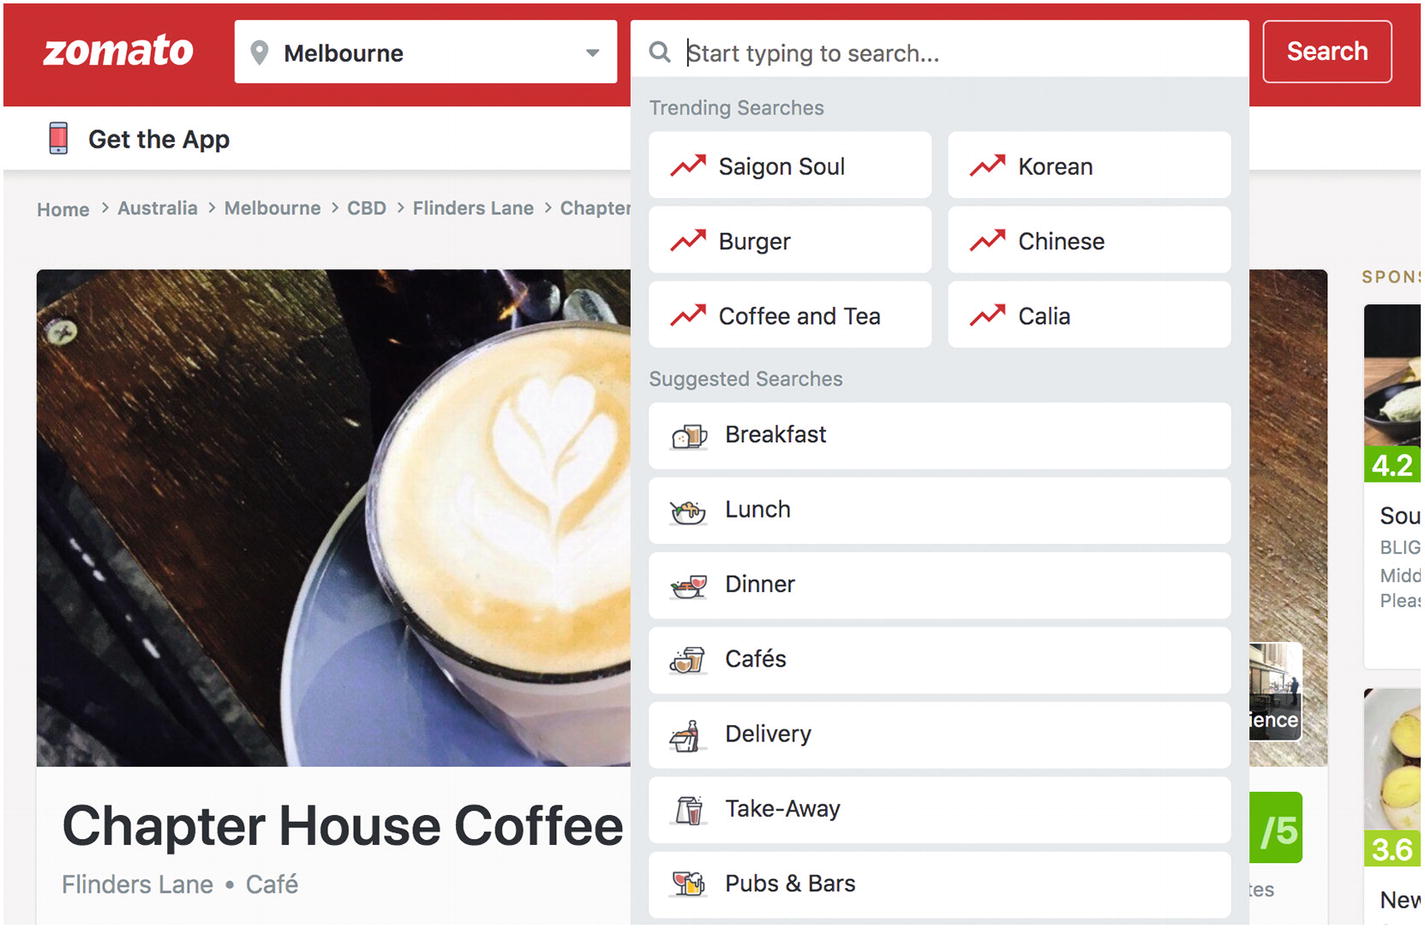 zomato
Melbourne
Start typing to search...
Search
Get the App
Trending Searches
Saigon Soul
Korean
Burger
Chinese
Coffee and Tea
Calia
Home > Australia > Melbourne > CBD > Flinders Lane > Chapter
Suggested Searches
Breakfast
Lunch
Dinner
Cafés
Delivery
Take-Away
Pubs & Bars
Chapter House Coffee
Flinders Lane • Café
/5
SPONS
4.2
Sou
BLIG
Midd
Pleas
ience
3.6
New
tes